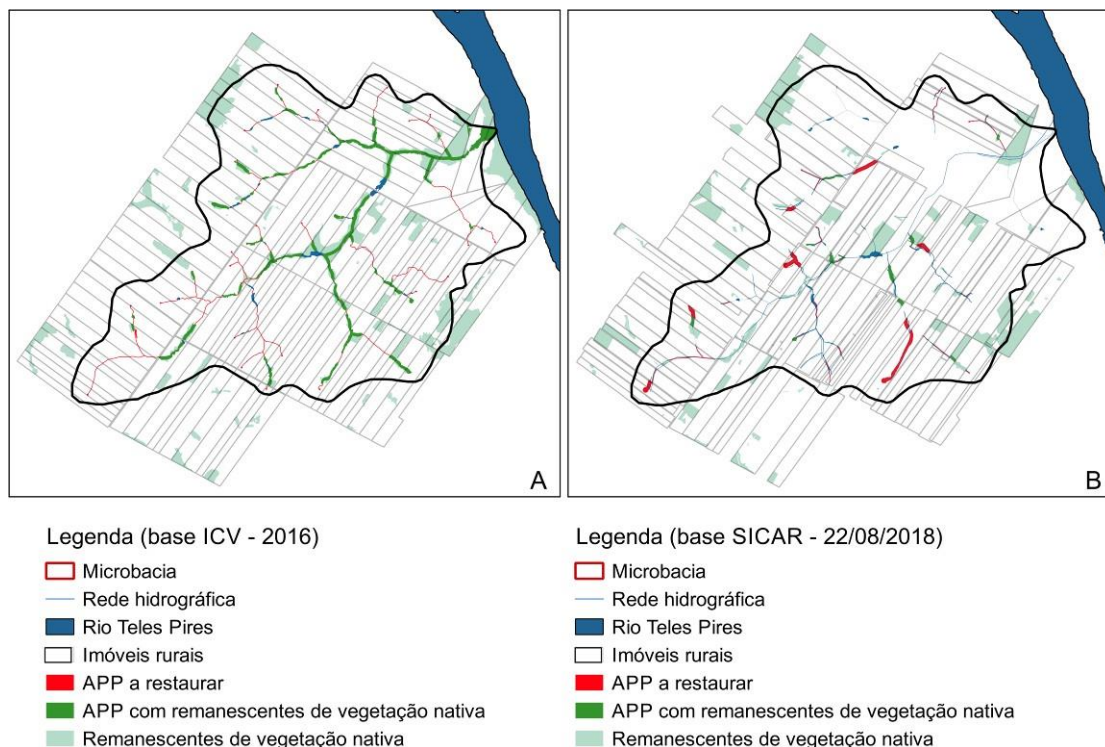 A
B
Legenda (base ICV - 2016)
Microbacia
Rede hidrográfica
Rio Teles Pires
Imóveis rurais
APP a restaurar
APP com remanescentes de vegetação nativa
Remanescentes de vegetação nativa
Legenda (base SICAR - 22/08/2018)
Microbacia
Rede hidrográfica
Rio Teles Pires
Imóveis rurais
APP a restaurar
APP com remanescentes de vegetação nativa
Remanescentes de vegetação nativa